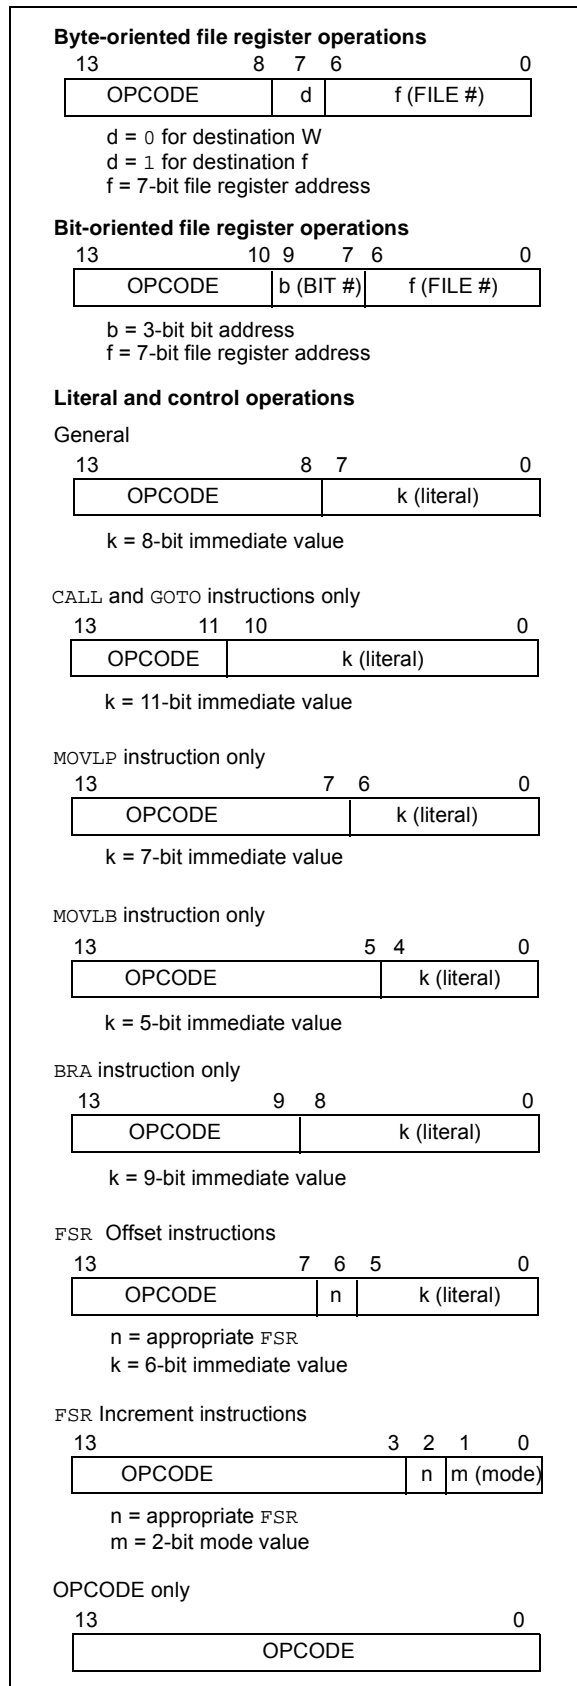 Byte-oriented file register operations
13 8 7 6 0
OPCODE d f (FILE #)
d = 0 for destination W
d = 1 for destination f
f = 7-bit file register address
Bit-oriented file register operations
13 10 9 7 6 0
OPCODE b (BIT #) f (FILE #)
b = 3-bit bit address
f = 7-bit file register address
Literal and control operations
General
13 8 7 0
OPCODE k (literal)
k = 8-bit immediate value
CALL and GOTO instructions only
13 11 10 0
OPCODE k (literal)
k = 11-bit immediate value
MOVLP instruction only
13 7 6 0
OPCODE k (literal)
k = 7-bit immediate value
MOVLB instruction only
13 5 4 0
OPCODE k (literal)
k = 5-bit immediate value
BRA instruction only
13 9 8 0
OPCODE k (literal)
k = 9-bit immediate value
FSR Offset instructions
13 7 6 5 0
OPCODE n k (literal)
n = appropriate FSR
k = 6-bit immediate value
FSR Increment instructions
13 3 2 1 0
OPCODE n m (mode)
n = appropriate FSR
m = 2-bit mode value
OPCODE only
13 0
OPCODE